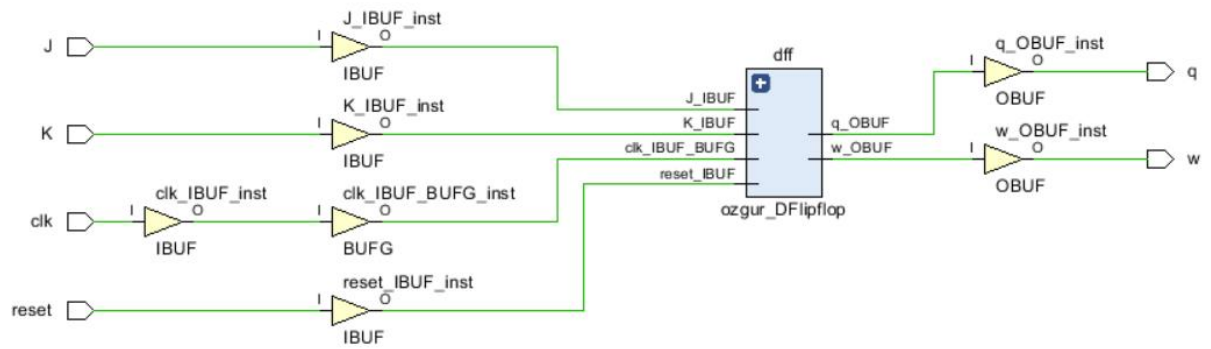 J_IBUF_inst
J
I
O
IBUF
K_IBUF_inst
K
I
O
IBUF
clk_IBUF_inst
clk
I
O
IBUF
clk_IBUF_BUFG_inst
I
O
BUFG
reset_IBUF_inst
reset
I
O
IBUF
dff
J_IBUF
K_IBUF
clk_IBUF_BUFG
reset_IBUF
q_OBUF
w_OBUF
ozgur_DFlipflop
q_OBUF_inst
I
O
q
OBUF
w_OBUF_inst
I
O
w
OBUF